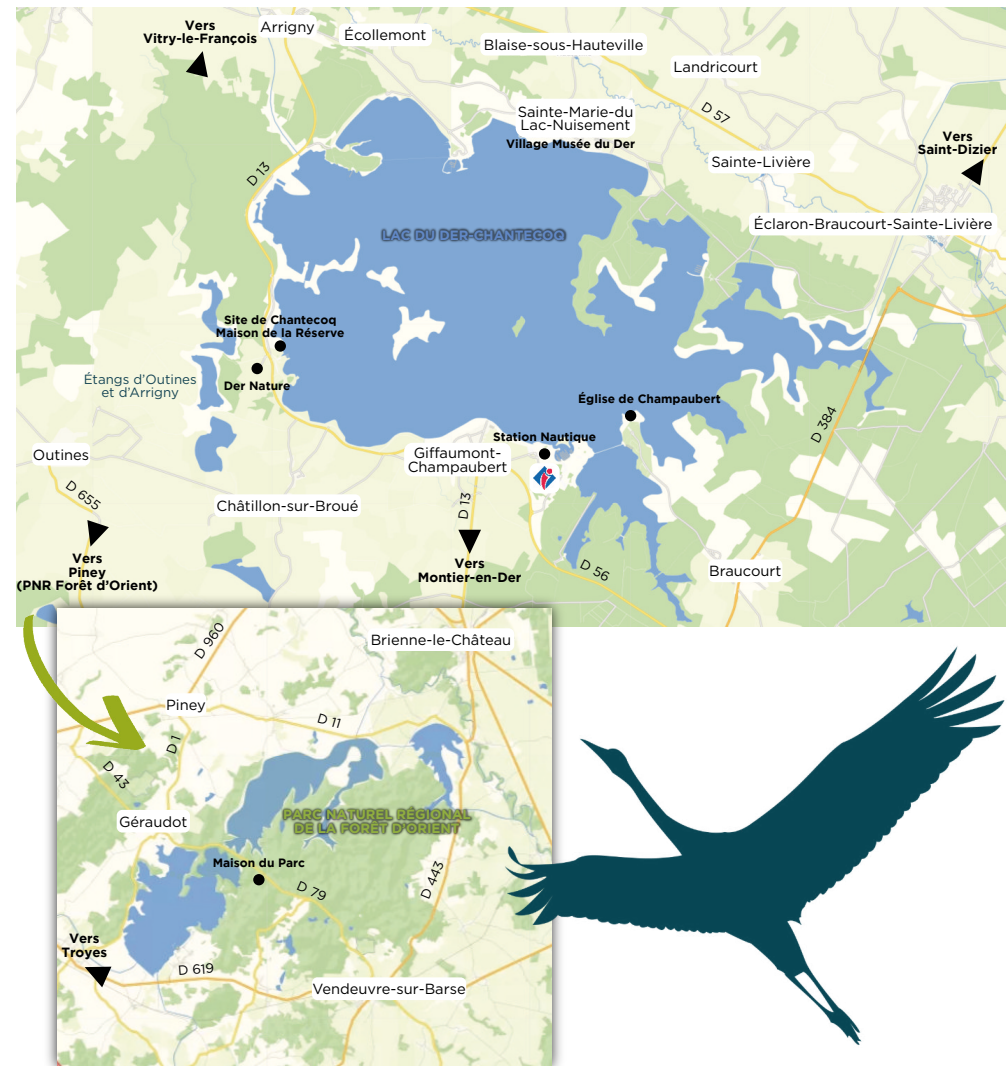 Vers
Vitry-le-François
Arrigny
Écollemont
Blaise-sous-Hauteville
Landricourt
Sainte-Marie-du
Lac-Nuisement
Village Musée du Der
D 57
Vers
Saint-Dizier
Sainte-Livière
D 13
Éclaron-Braucourt-Sainte-Livière
LAC DU DER-CHANTECOQ
Site de Chantecoq
Maison de la Réserve
Étangs d'Outines
et d'Arrigny
Der Nature
Église de Champaubert
D 384
Station Nautique
Outines
Giffaumont-
Champaubert
D 655
Châtillon-sur-Broué
D 13
Vers
Piney
(PNR Forêt d'Orient)
Vers
Montier-en-Der
D 56
Braucourt
D 960
Brienne-le-Château
Piney
D 11
D 1
D 43
Géraudot
PARC NATUREL RÉGIONAL
DE LA FORÊT D'ORIENT
Maison du Parc
D 79
D 443
Vers
Troyes
D 619
Vendeuvre-sur-Barse